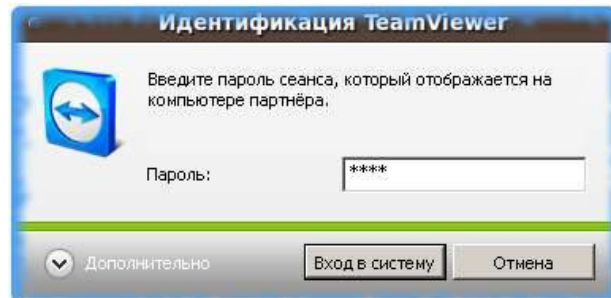 Идентификация TeamViewer
Введите пароль сеанса, который отображается на
компьютере партнёра.
Пароль: ****
Дополнительно
Вход в систему Отмена